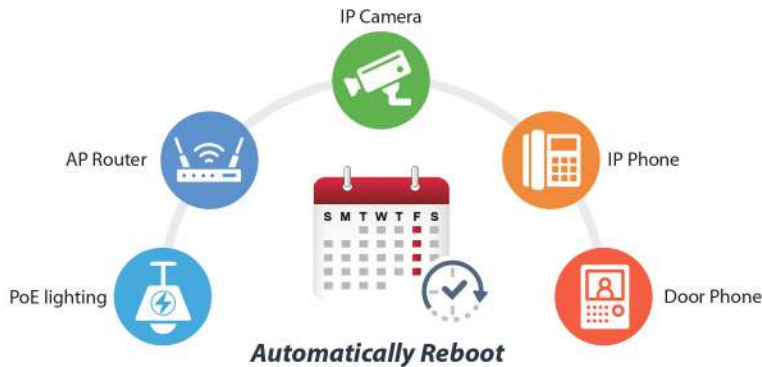 IP Camera
AP Router
IP Phone
S M T W T F S
PoE lighting
Door Phone
Automatically Reboot